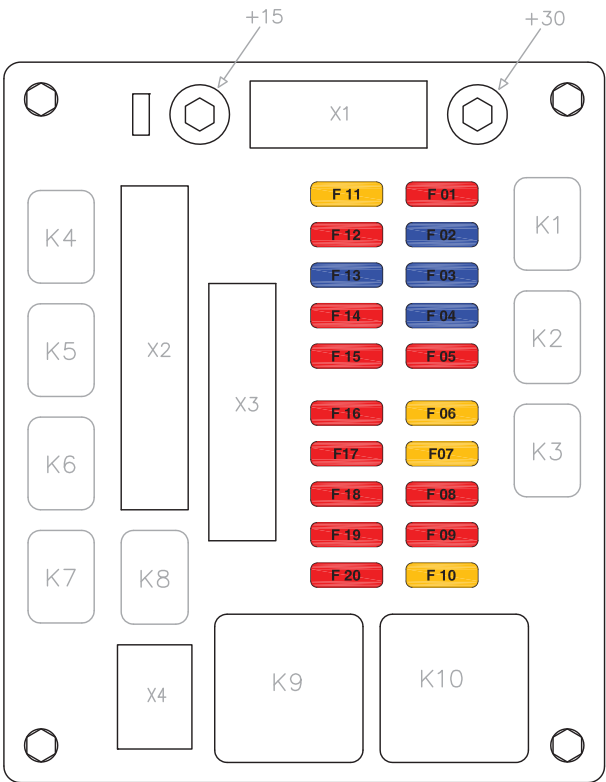 +15 +30
X1
F 11 F 01
F 12 F 02
F 13 F 03
F 14 F 04
F 15 F 05
F 16 F 06
F17 F07
F 18 F 08
F 19 F 09
F 20 F 10
K4
K5
K6
K7
K8
X2
X3
K1
K2
K3
X4
K9
K10